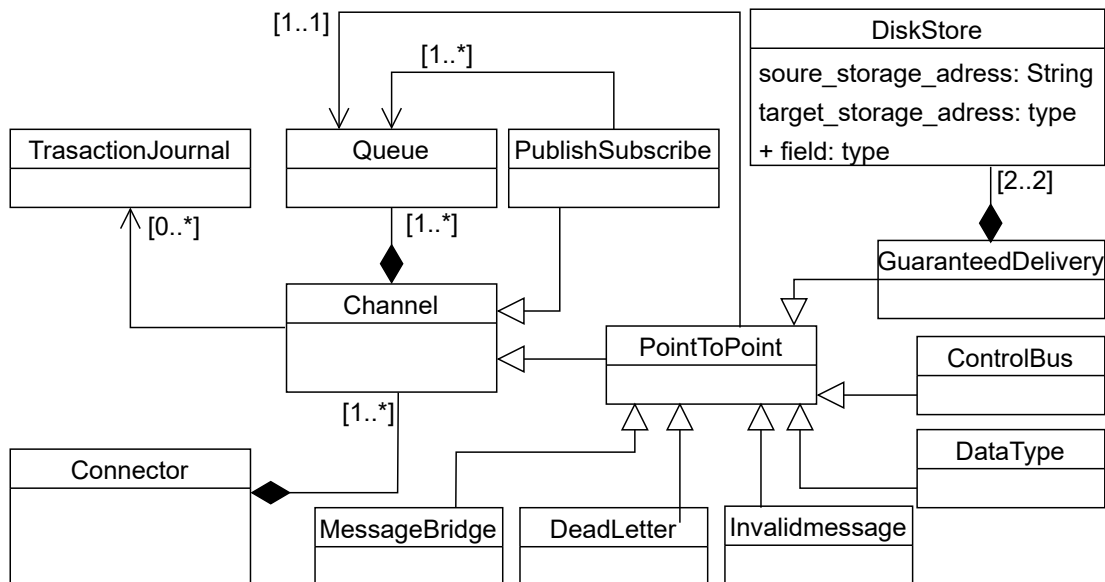 [1..1]
DiskStore
[1..*]
soure_storage_adress: String
target_storage_adress: type
+ field: type
TrasactionJournal
Queue
PublishSubscribe
[2..2]
[0..*]
[1..*]
GuaranteedDelivery
Channel
PointToPoint
ControlBus
[1..*]
DataType
Connector
MessageBridge
DeadLetter
Invalidmessage